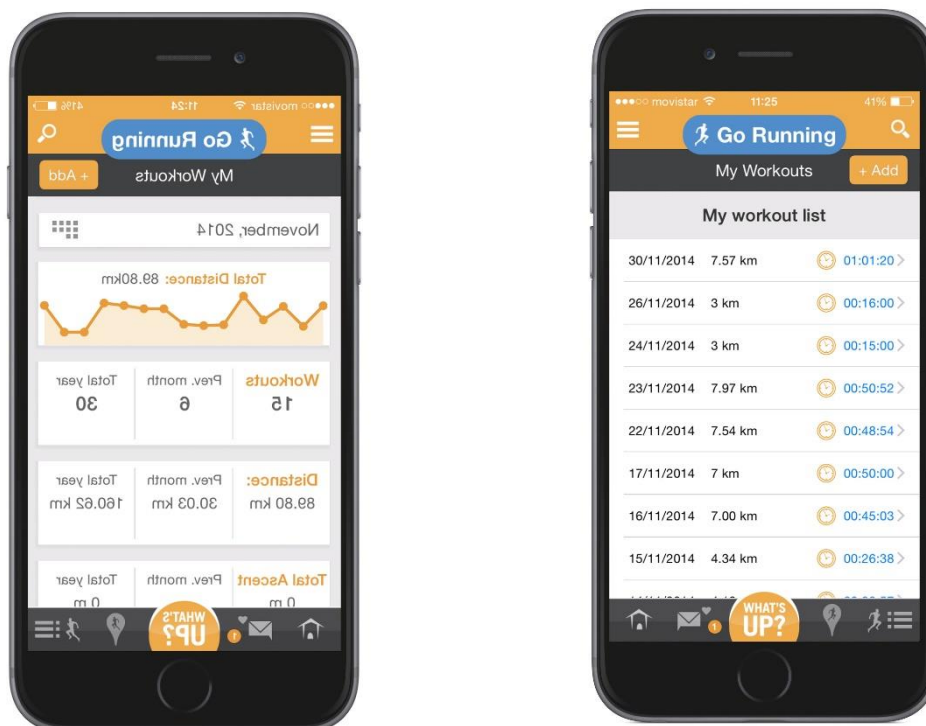 movistar 11:24 41%
Go Running
My Workouts + Add
November, 2014
Total Distance: 89.80km
Workouts Prev. month Total year
15 6 30
Distance: Prev. month Total year
89.80 km 30.03 km 160.62 km
Total Ascent Prev. month Total year
0 m 0 m
WHAT'S
UP?
1
movistar 11:25 41%
Go Running
My Workouts + Add
My workout list
30/11/2014 7.57 km 01:01:20
26/11/2014 3 km 00:16:00
24/11/2014 3 km 00:15:00
23/11/2014 7.97 km 00:50:52
22/11/2014 7.54 km 00:48:54
17/11/2014 7 km 00:50:00
16/11/2014 7.00 km 00:45:03
15/11/2014 4.34 km 00:26:38
1
WHAT'S
UP?